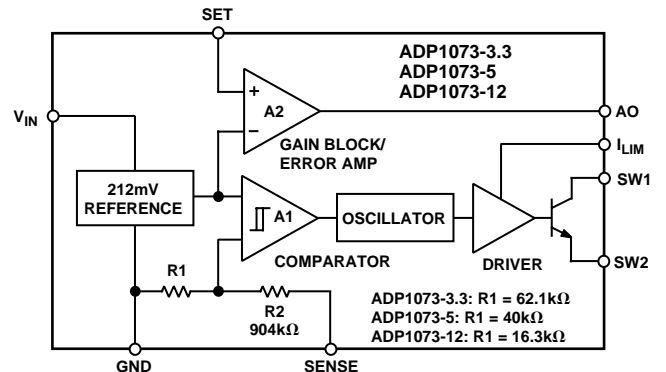 SET
ADP1073-3.3
ADP1073-5
ADP1073-12
VIN
+
A2
−
AO
GAIN BLOCK/
ERROR AMP
ILIM
212mV
REFERENCE
SW1
A1
OSCILLATOR
R1
COMPARATOR
DRIVER
SW2
R2
904kΩ
ADP1073-3.3: R1 = 62.1kΩ
ADP1073-5: R1 = 40kΩ
ADP1073-12: R1 = 16.3kΩ
GND
SENSE